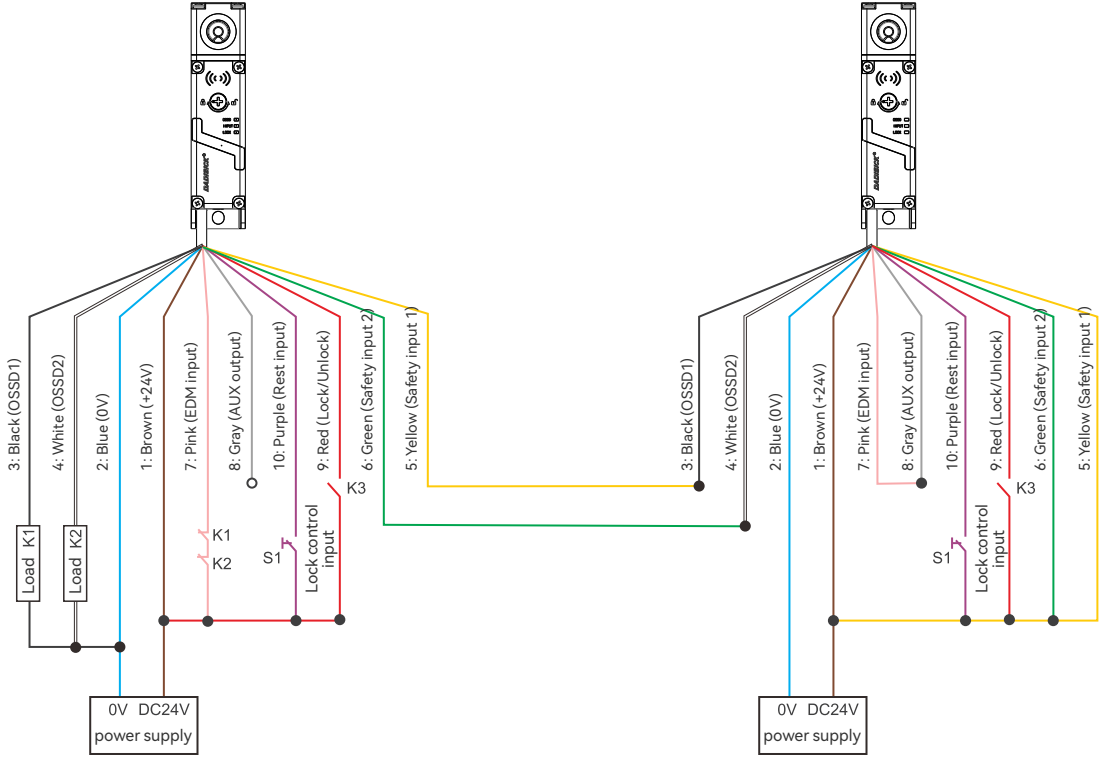 DADISICK®
DADISICK®
3: Black (OSSD1)
4: White (OSSD2)
2: Blue (0V)
1: Brown (+24V)
7: Pink (EDM input)
8: Gray (AUX output)
10: Purple (Rest input)
9: Red (Lock/Unlock)
6: Green (Safety input 2)
5: Yellow (Safety input 1)
3: Black (OSSD1)
4: White (OSSD2)
2: Blue (0V)
1: Brown (+24V)
7: Pink (EDM input)
8: Gray (AUX output)
10: Purple (Rest input)
9: Red (Lock/Unlock)
6: Green (Safety input 2)
5: Yellow (Safety input 1)
K3
K3
Load K1
Load K2
K1
K2
S1
Lock control
input
S1
Lock control
input
0V DC24V
power supply
0V DC24V
power supply